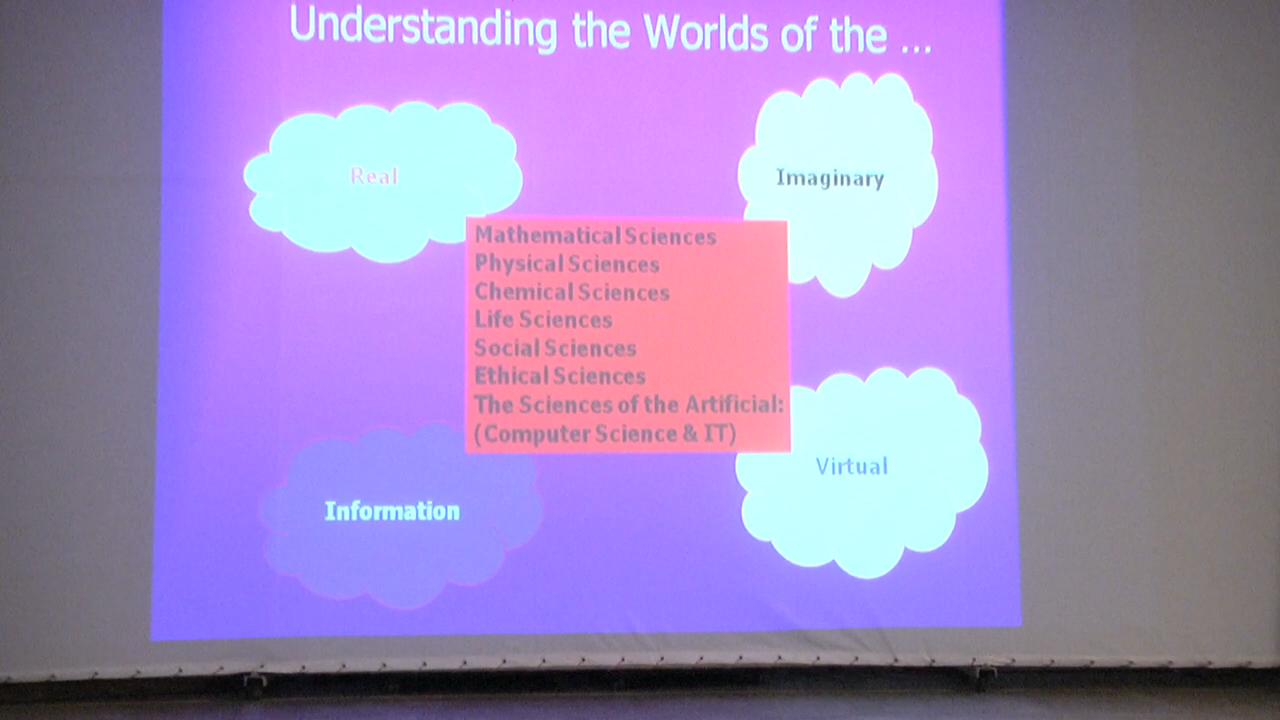 Understanding the Worlds of the ...
Real
Imaginary
Mathematical Sciences
Physical Sciences
Chemical Sciences
Life Sciences
Social Sciences
Ethical Sciences
The Sciences of the Artificial:
(Computer Science & IT)
Virtual
Information